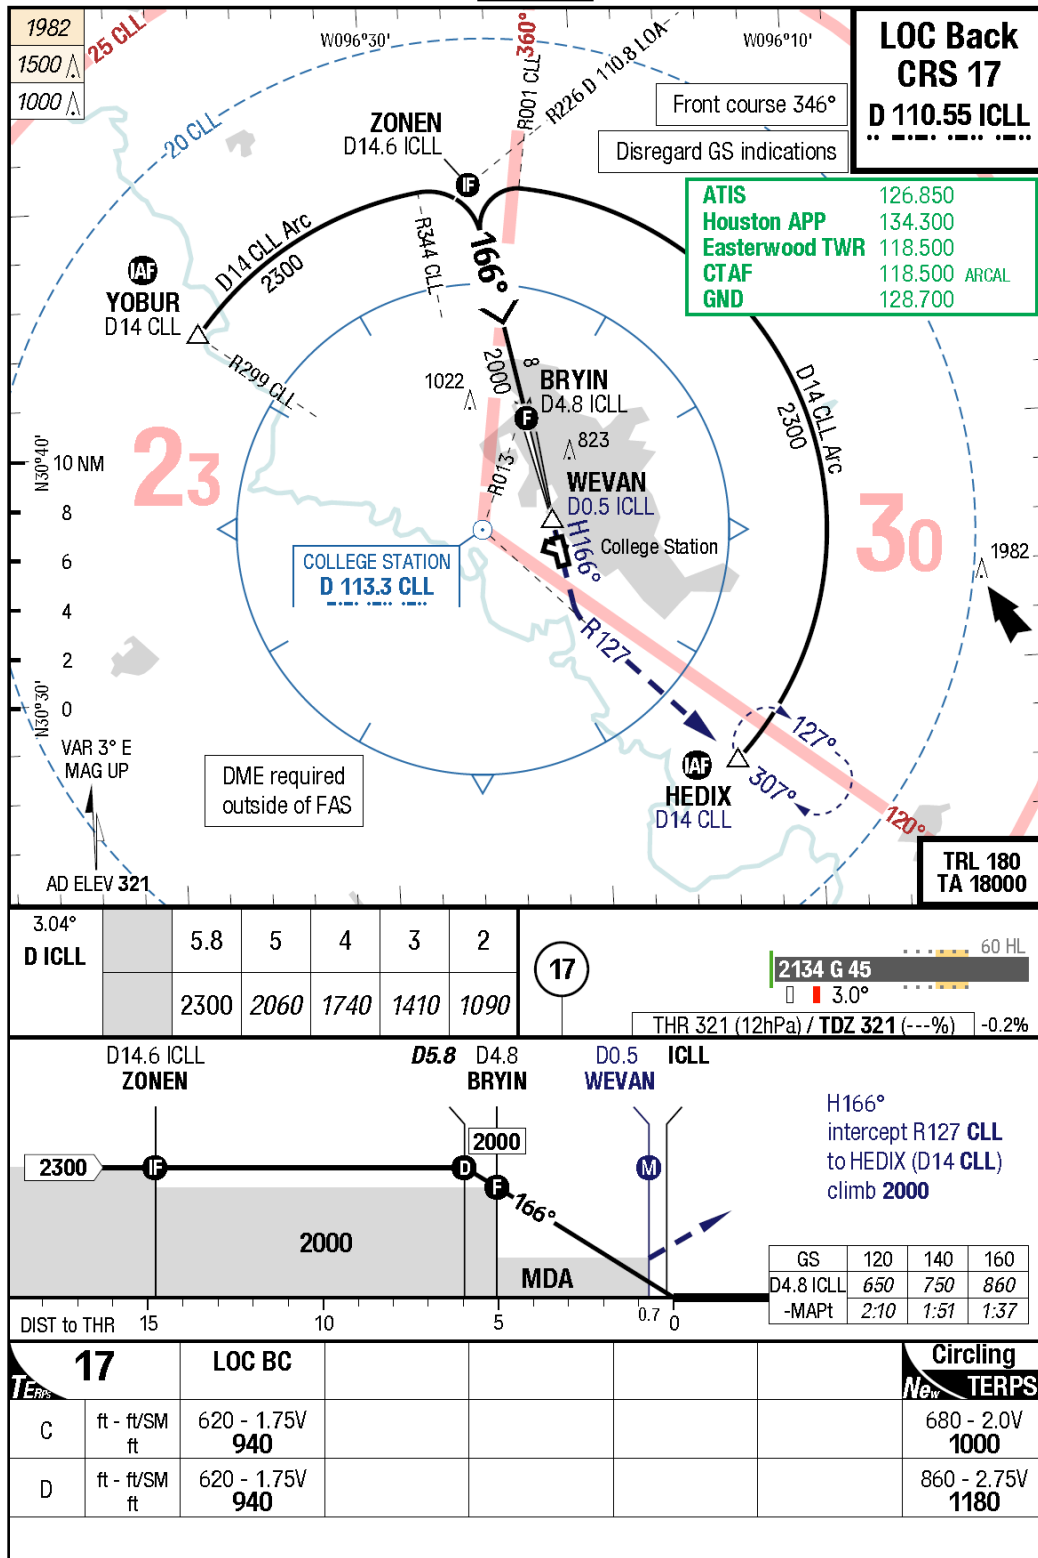 1982
1500
1000
25 CLL
W096°30'
360°
R001 CLL
R226 D 110.8 LOA
W096°10'
LOC Back
CRS 17
D 110.55 ICLL
Front course 346°
Disregard GS indications
20 CLL
ZONEN
D14.6 ICLL
IF
ATIS 126.850
Houston APP 134.300
Easterwood TWR 118.500
CTAF 118.500 ARCAL
GND 128.700
D14 CLL Arc
2300
R344 CLL
166°
IAF
YOBUR
D14 CLL
R299 CLL
2000
8
1022
BRYIN
D4.8 ICLL
F
R013
823
D14 CLL Arc
2300
23
30
WEVAN
D0.5 ICLL
H166°
College Station
COLLEGE STATION
D 113.3 CLL
1982
N30°40'
10 NM
8
6
4
2
0
N30°30'
R127
127°
307°
IAF
HEDIX
D14 CLL
120°
VAR 3° E
MAG UP
DME required
outside of FAS
AD ELEV 321
TRL 180
TA 18000
3.04°
D ICLL
5.8 5 4 3 2
2300 2060 1740 1410 1090
17
60 HL
2134 G 45
3.0°
THR 321 (12hPa) / TDZ 321 (---%) -0.2%
D14.6 ICLL D5.8 D4.8 D0.5 ICLL
ZONEN BRYIN WEVAN
H166°
intercept R127 CLL
to HEDIX (D14 CLL)
climb 2000
2000
2300
IF
D
F
M
166°
2000
MDA
GS 120 140 160
D4.8 ICLL 650 750 860
-MAPt 2:10 1:51 1:37
DIST to THR 15 10 5 0.7 0
17
TERPS
LOC BC
Circling
New TERPS
C ft - ft/SM 620 - 1.75V 680 - 2.0V
ft 940 1000
D ft - ft/SM 620 - 1.75V 860 - 2.75V
ft 940 1180